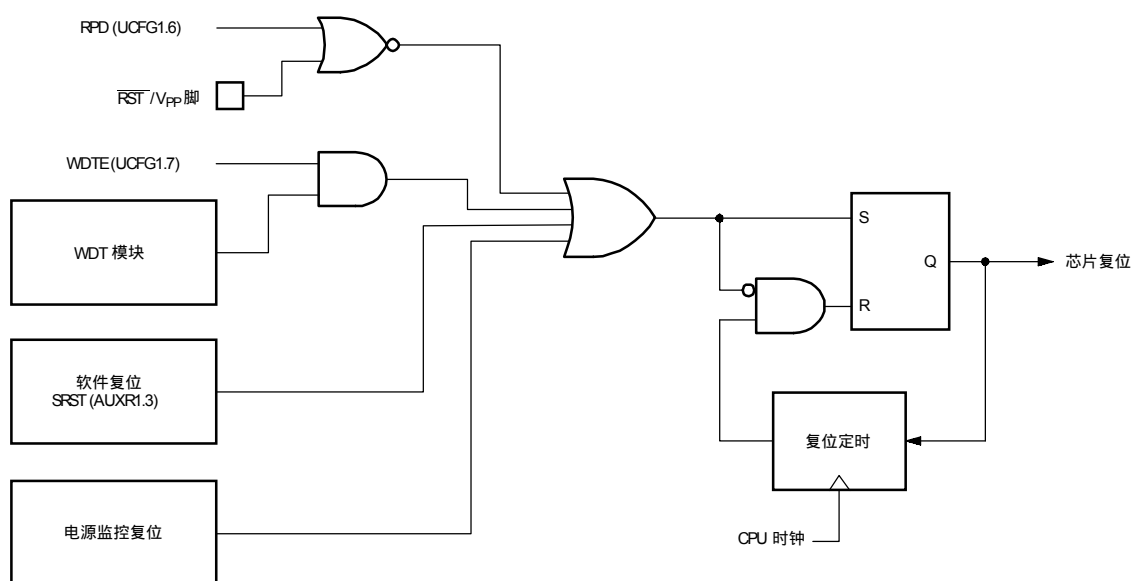 RPD (UCFG1.6)
RST /VPP 脚
WDTE (UCFG1.7)
WDT 模块
软件复位
SRST (AUXR1.3)
电源监控复位
S
Q
R
芯片复位
复位定时
CPU 时钟